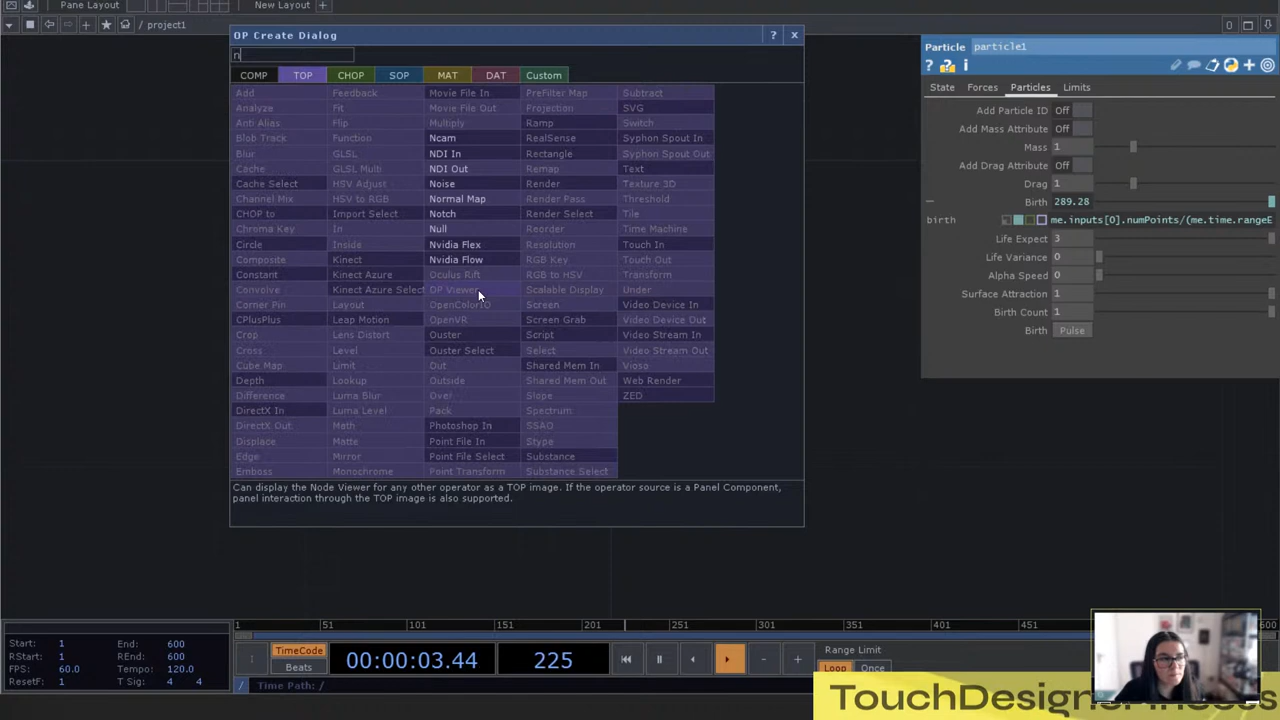 Pane Layout
New Layout +
/ project1
OP Create Dialog
? x
n
COMP TOP CHOP SOP MAT DAT Custom
Add Feedback Movie File In PreFilter Map Subtract
Analyze Fit Movie File Out Projection SVG
Anti Alias Flip Multiply Ramp Switch
Blob Track Function Ncam RealSense Syphon Spout In
Blur GLSL NDI In Rectangle Syphon Spout Out
Cache GLSL Multi NDI Out Remap Text
Cache Select HSV Adjust Noise Render Texture 3D
Channel Mix HSV to RGB Normal Map Render Pass Threshold
CHOP to Import Select Notch Render Select Tile
Chroma Key In Null Reorder Time Machine
Circle Inside Nvidia Flex Resolution Touch In
Composite Kinect Nvidia Flow RGB Key Touch Out
Constant Kinect Azure Oculus Rift RGB to HSV Transform
Convolve Kinect Azure Select OP Viewer Scalable Display Under
Corner Pin Layout OpenColorIO Screen Video Device In
CPlusPlus Leap Motion OpenVR Screen Grab Video Device Out
Crop Lens Distort Ouster Script Video Stream In
Cross Level Ouster Select Select Video Stream Out
Cube Map Limit Out Shared Mem In Vioso
Depth Lookup Outside Shared Mem Out Web Render
Difference Luma Blur Over Slope ZED
DirectX In Luma Level Pack Spectrum
DirectX Out Math Photoshop In SSAO
Displace Matte Point File In Stype
Edge Mirror Point File Select Substance
Emboss Monochrome Point Transform Substance Select
Can display the Node Viewer for any other operator as a TOP image. If the operator source is a Panel Component,
panel interaction through the TOP image is also supported.
0
Particle particle1
? ? i
State Forces Particles Limits
Add Particle ID Off
Add Mass Attribute Off
Mass 1
Add Drag Attribute Off
Drag 1
Birth 289.28
birth me.inputs[0].numPoints/(me.time.rangeE
Life Expect 3
Life Variance 0
Alpha Speed 0
Surface Attraction 1
Birth Count 1
Birth Pulse
Start: 1 End: 600
RStart: 1 REnd: 600
FPS: 60.0 Tempo: 120.0
ResetF: 1 T Sig: 4 4
1 51 101 151 201 251 301 351 401 451 600
TimeCode
Beats
00:00:03.44
225
- +
Range Limit
Loop Once
/ Time Path: /